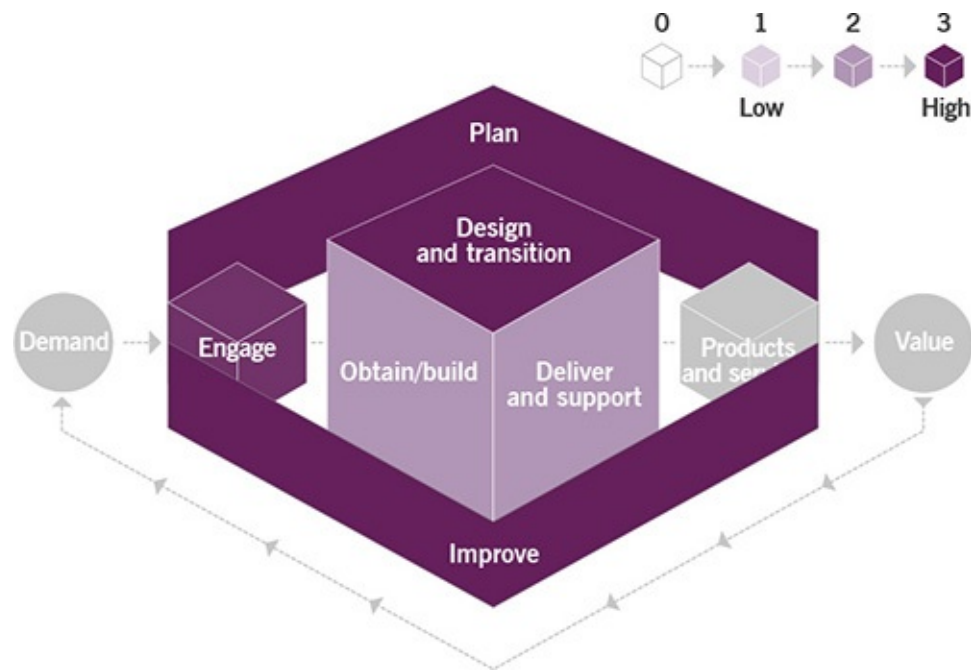 0 1 2 3
Low High
Plan
Design
and transition
Demand
Engage
Obtain/build
Deliver
and support
Products
and
Value
Improve